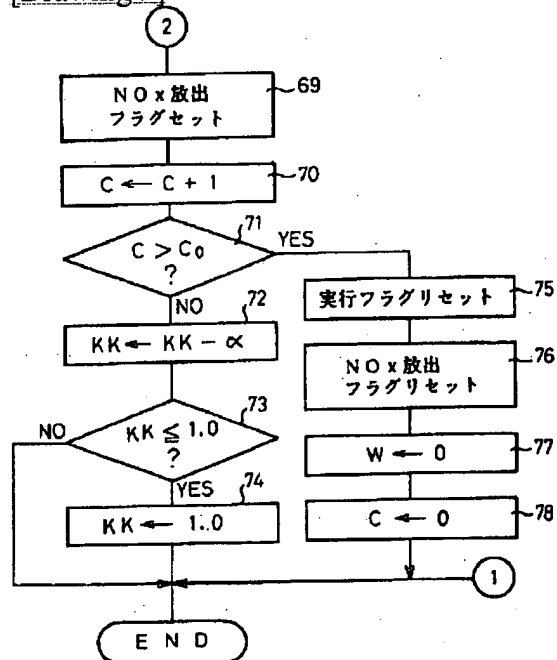 2
NOx放出
フラグセット
69
C ← C + 1
70
C > C₀
?
71
YES
NO
72
KK ← KK − α
73
KK ≦ 1.0
?
NO
YES
74
KK ← 1.0
実行フラグリセット
75
NOx放出
フラグリセット
76
W ← 0
77
C ← 0
78
1
END